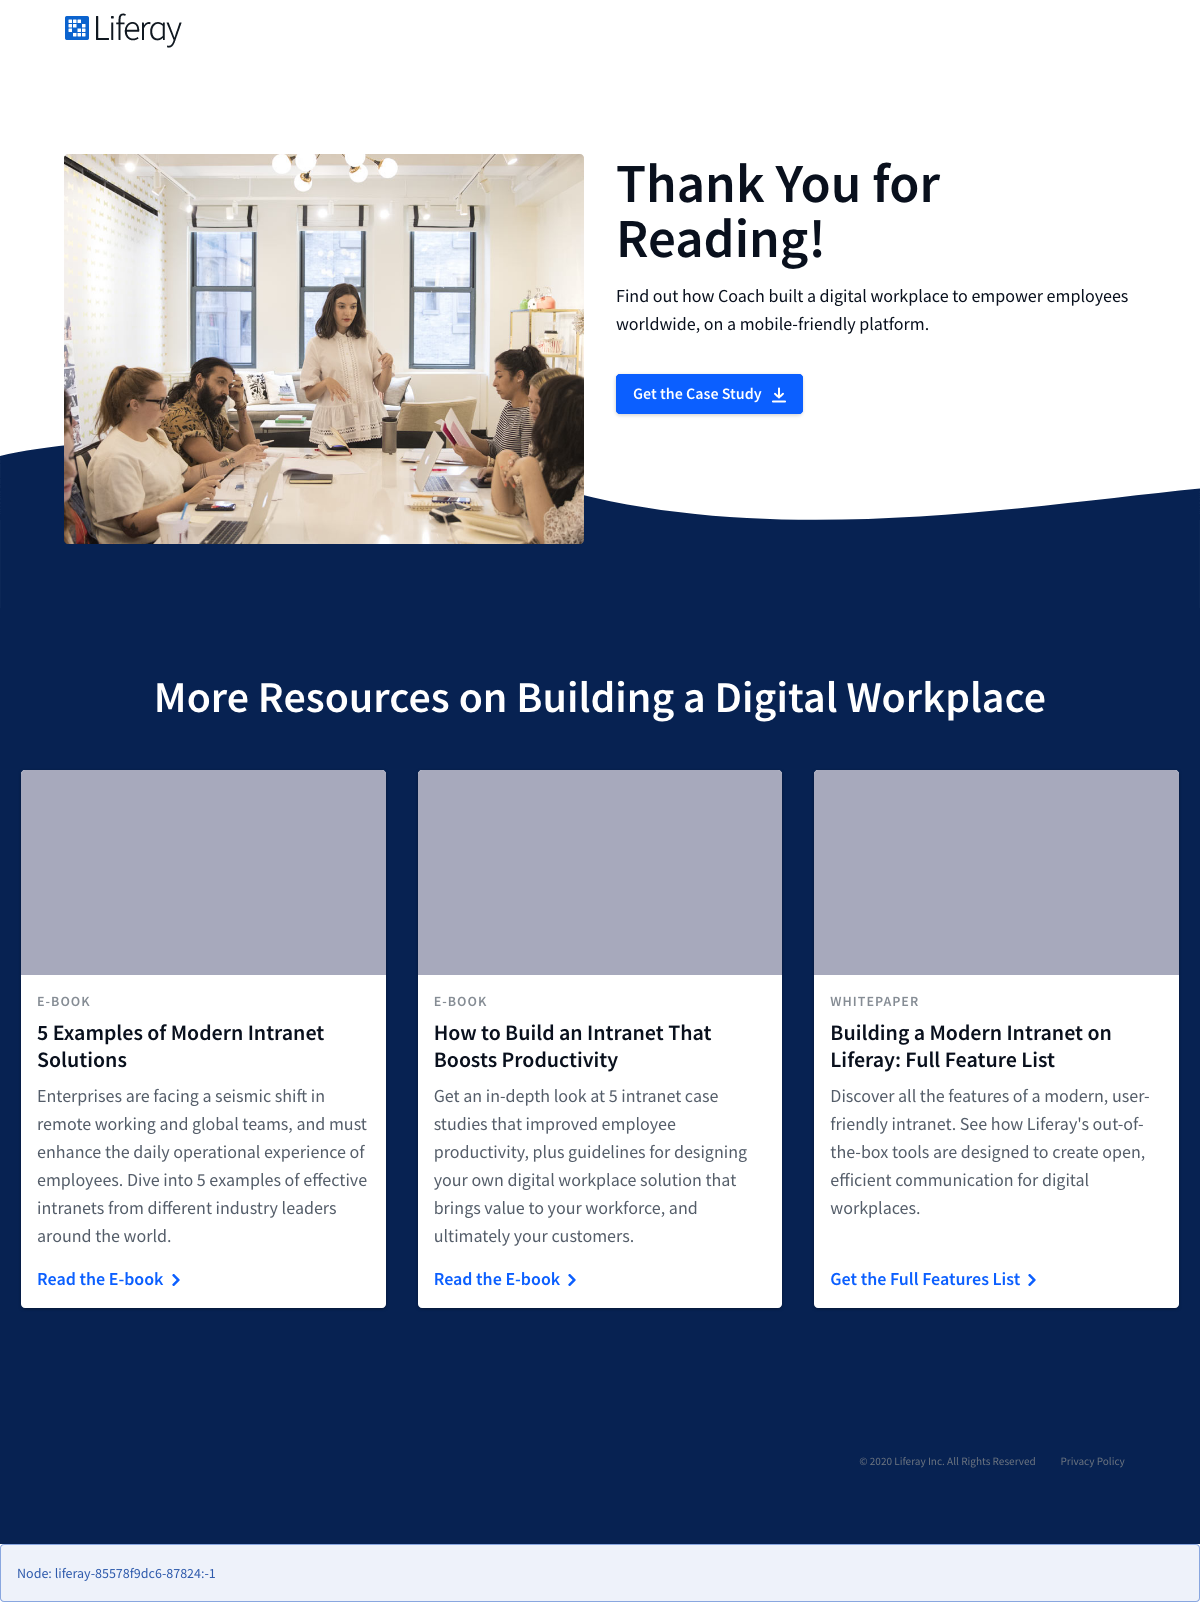 Liferay
Thank You for
Reading!
Find out how Coach built a digital workplace to empower employees
worldwide, on a mobile-friendly platform.
Get the Case Study
More Resources on Building a Digital Workplace
E-BOOK
5 Examples of Modern Intranet
Solutions
Enterprises are facing a seismic shift in
remote working and global teams, and must
enhance the daily operational experience of
employees. Dive into 5 examples of effective
intranets from different industry leaders
around the world.
Read the E-book
E-BOOK
How to Build an Intranet That
Boosts Productivity
Get an in-depth look at 5 intranet case
studies that improved employee
productivity, plus guidelines for designing
your own digital workplace solution that
brings value to your workforce, and
ultimately your customers.
Read the E-book
WHITEPAPER
Building a Modern Intranet on
Liferay: Full Feature List
Discover all the features of a modern, user-
friendly intranet. See how Liferay's out-of-
the-box tools are designed to create open,
efficient communication for digital
workplaces.
Get the Full Features List
© 2020 Liferay Inc. All Rights Reserved
Privacy Policy
Node: liferay-85578f9dc6-87824:-1